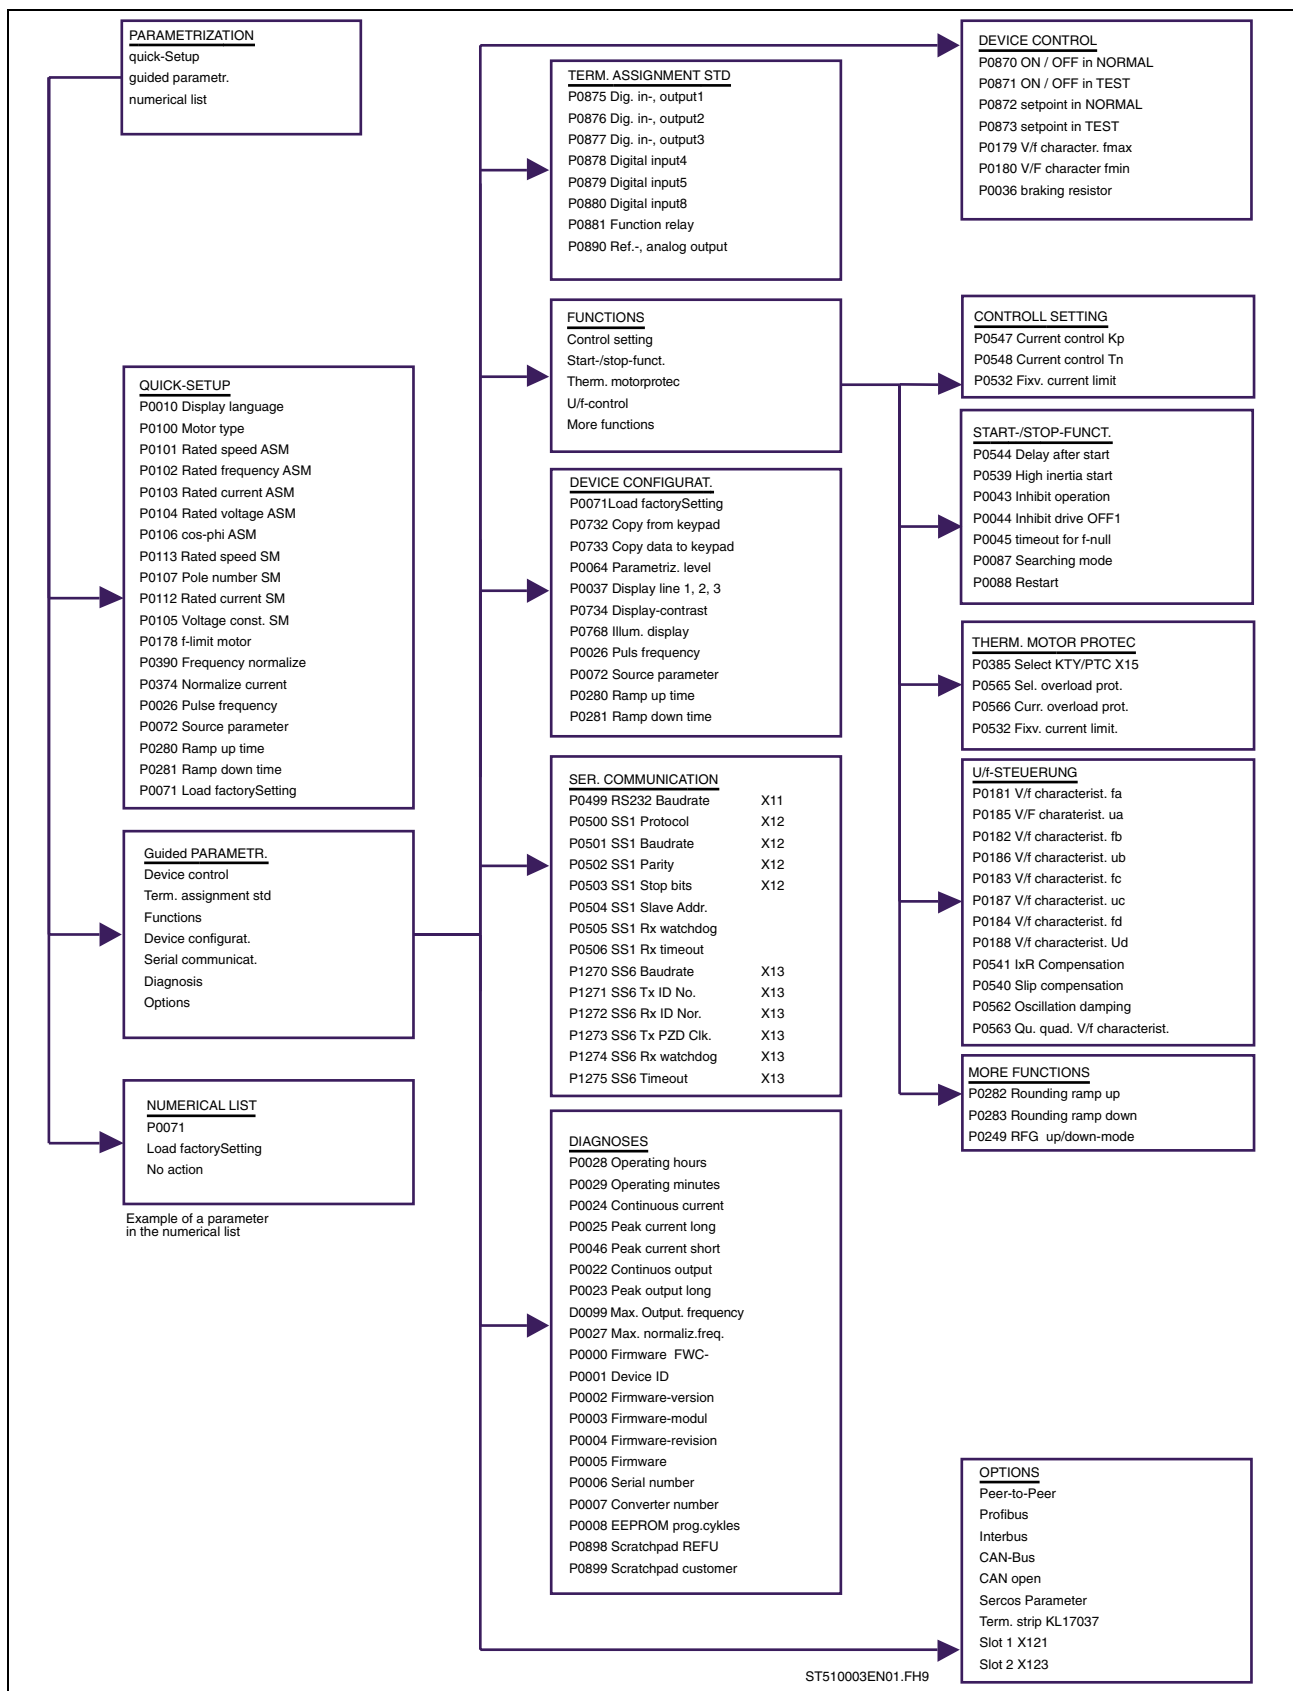 PARAMETRIZATION
quick-Setup
guided parametr.
numerical list
QUICK-SETUP
P0010 Display language
P0100 Motor type
P0101 Rated speed ASM
P0102 Rated frequency ASM
P0103 Rated current ASM
P0104 Rated voltage ASM
P0106 cos-phi ASM
P0113 Rated speed SM
P0107 Pole number SM
P0112 Rated current SM
P0105 Voltage const. SM
P0178 f-limit motor
P0390 Frequency normalize
P0374 Normalize current
P0026 Pulse frequency
P0072 Source parameter
P0280 Ramp up time
P0281 Ramp down time
P0071 Load factorySetting
Guided PARAMETR.
Device control
Term. assignment std
Functions
Device configurat.
Serial communicat.
Diagnosis
Options
NUMERICAL LIST
P0071
Load factorySetting
No action
Example of a parameter
in the numerical list
TERM. ASSIGNMENT STD
P0875 Dig. in-, output1
P0876 Dig. in-, output2
P0877 Dig. in-, output3
P0878 Digital input4
P0879 Digital input5
P0880 Digital input8
P0881 Function relay
P0890 Ref.-, analog output
FUNCTIONS
Control setting
Start-/stop-funct.
Therm. motorprotec
U/f-control
More functions
DEVICE CONFIGURAT.
P0071Load factorySetting
P0732 Copy from keypad
P0733 Copy data to keypad
P0064 Parametriz. level
P0037 Display line 1, 2, 3
P0734 Display-contrast
P0768 Illum. display
P0026 Puls frequency
P0072 Source parameter
P0280 Ramp up time
P0281 Ramp down time
SER. COMMUNICATION
P0499 RS232 Baudrate X11
P0500 SS1 Protocol X12
P0501 SS1 Baudrate X12
P0502 SS1 Parity X12
P0503 SS1 Stop bits X12
P0504 SS1 Slave Addr.
P0505 SS1 Rx watchdog
P0506 SS1 Rx timeout
P1270 SS6 Baudrate X13
P1271 SS6 Tx ID No. X13
P1272 SS6 Rx ID Nor. X13
P1273 SS6 Tx PZD Clk. X13
P1274 SS6 Rx watchdog X13
P1275 SS6 Timeout X13
DIAGNOSES
P0028 Operating hours
P0029 Operating minutes
P0024 Continuous current
P0025 Peak current long
P0046 Peak current short
P0022 Continuos output
P0023 Peak output long
D0099 Max. Output. frequency
P0027 Max. normaliz.freq.
P0000 Firmware FWC-
P0001 Device ID
P0002 Firmware-version
P0003 Firmware-modul
P0004 Firmware-revision
P0005 Firmware
P0006 Serial number
P0007 Converter number
P0008 EEPROM prog.cykles
P0898 Scratchpad REFU
P0899 Scratchpad customer
DEVICE CONTROL
P0870 ON / OFF in NORMAL
P0871 ON / OFF in TEST
P0872 setpoint in NORMAL
P0873 setpoint in TEST
P0179 V/f character. fmax
P0180 V/F character fmin
P0036 braking resistor
CONTROLL SETTING
P0547 Current control Kp
P0548 Current control Tn
P0532 Fixv. current limit
START-/STOP-FUNCT.
P0544 Delay after start
P0539 High inertia start
P0043 Inhibit operation
P0044 Inhibit drive OFF1
P0045 timeout for f-null
P0087 Searching mode
P0088 Restart
THERM. MOTOR PROTEC
P0385 Select KTY/PTC X15
P0565 Sel. overload prot.
P0566 Curr. overload prot.
P0532 Fixv. current limit.
U/f-STEUERUNG
P0181 V/f characterist. fa
P0185 V/F charaterist. ua
P0182 V/f characterist. fb
P0186 V/f characterist. ub
P0183 V/f characterist. fc
P0187 V/f characterist. uc
P0184 V/f characterist. fd
P0188 V/f characterist. Ud
P0541 IxR Compensation
P0540 Slip compensation
P0562 Oscillation damping
P0563 Qu. quad. V/f characterist.
MORE FUNCTIONS
P0282 Rounding ramp up
P0283 Rounding ramp down
P0249 RFG up/down-mode
OPTIONS
Peer-to-Peer
Profibus
Interbus
CAN-Bus
CAN open
Sercos Parameter
Term. strip KL17037
Slot 1 X121
Slot 2 X123
ST510003EN01.FH9